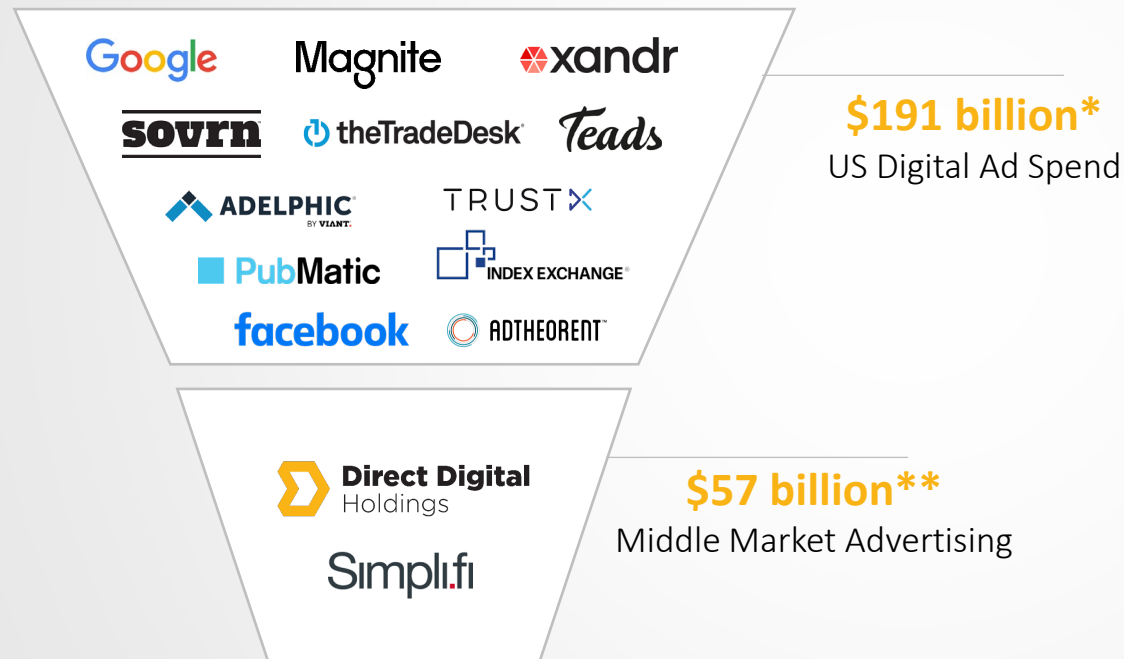 Google Magnite xandr
sovrn theTradeDesk Teads
ADELPHIC® TRUSTX
BY VIANT.
PubMatic INDEX EXCHANGE®
facebook ADTHEORENT™
$191 billion*
US Digital Ad Spend
Direct Digital
Holdings
Simpli.fi
$57 billion**
Middle Market Advertising